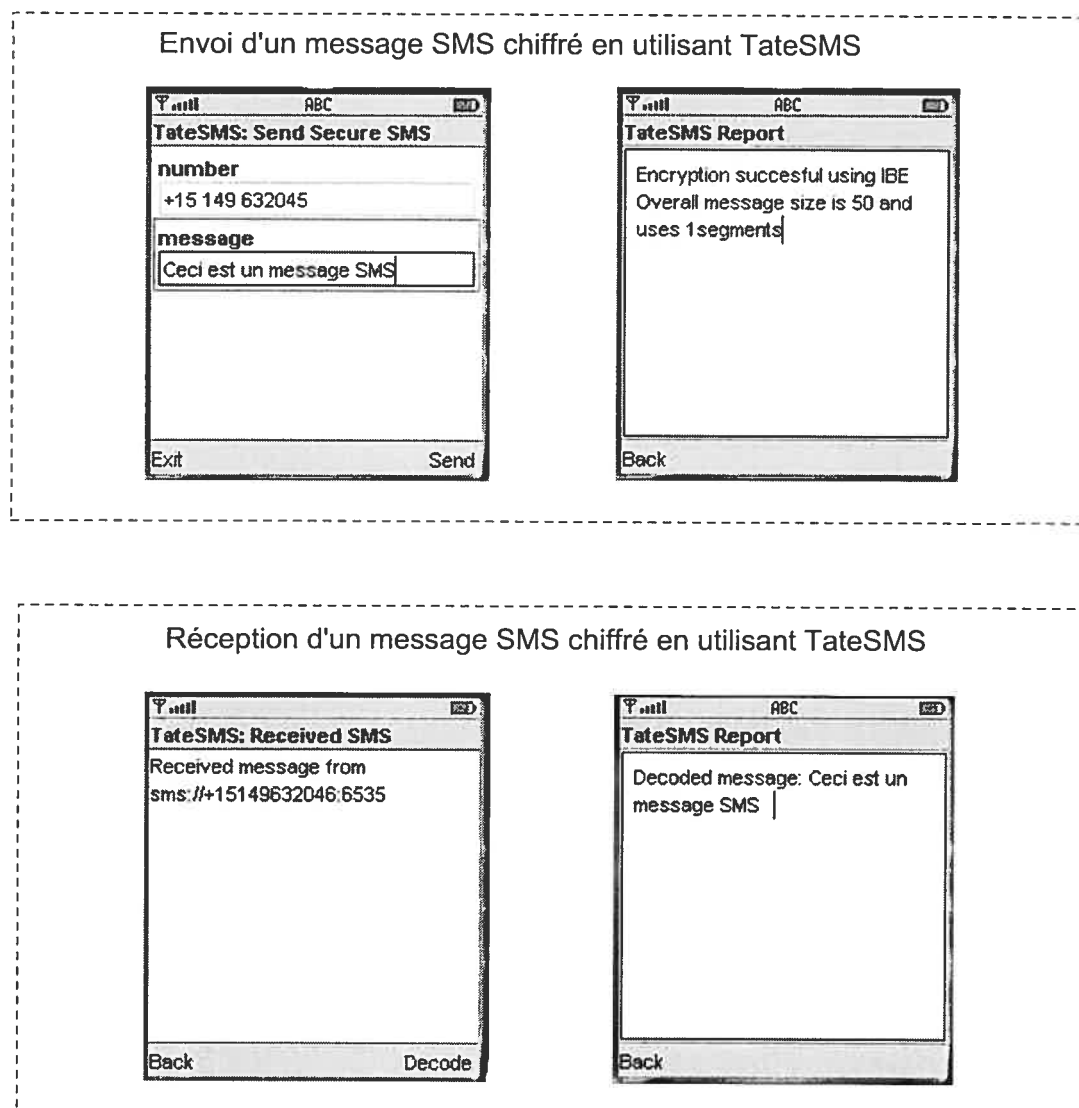 Envoi d'un message SMS chiffré en utilisant TateSMS
ABC
TateSMS: Send Secure SMS
number
+15 149 632045
message
Ceci est un message SMS
Exit Send
ABC
TateSMS Report
Encryption succesful using IBE
Overall message size is 50 and
uses 1segments
Back
Réception d'un message SMS chiffré en utilisant TateSMS
TateSMS: Received SMS
Received message from
sms://+15149632046:6535
Back Decode
ABC
TateSMS Report
Decoded message: Ceci est un
message SMS
Back